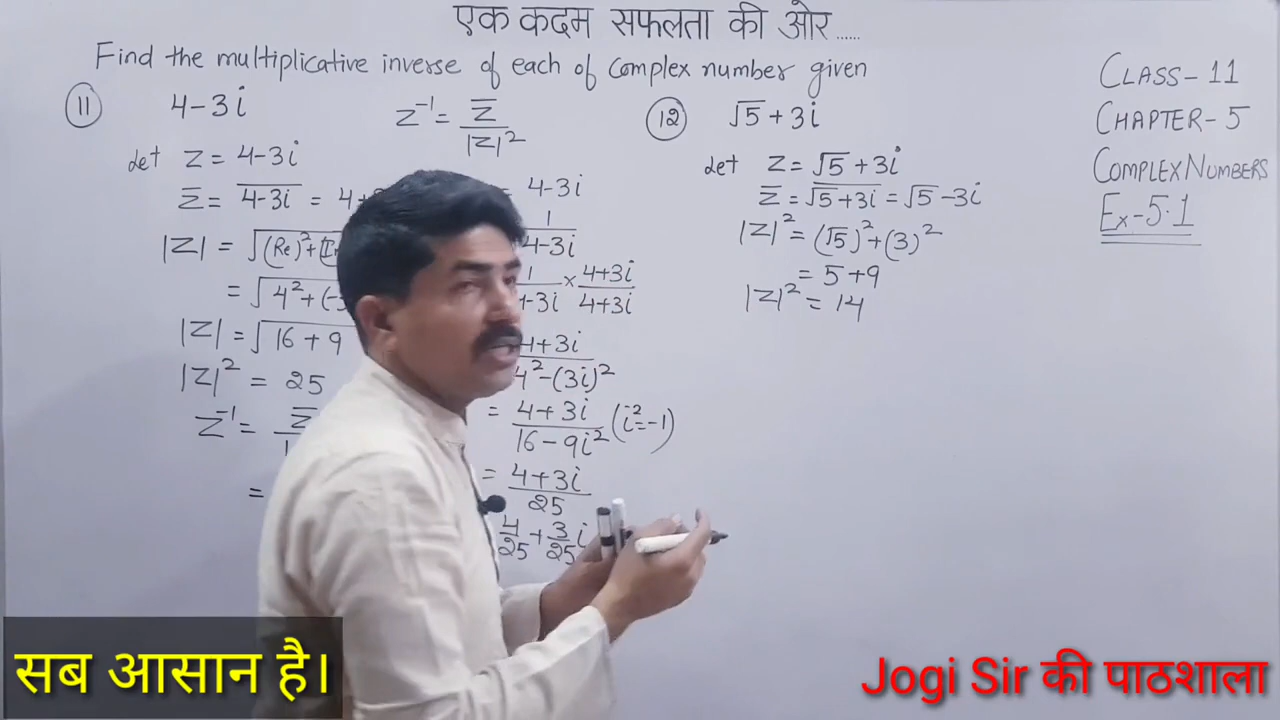 एक कदम सफलता की ओर......
Find the multiplicative inverse of each of complex number given
11 4-3i
z⁻¹ = z̅/|z|²
Let z = 4-3i
z̅ = \overline{4-3i} = 4+
|z| = √(Re)²+(I
= √4²+(-
|z| = √16+9
|z|² = 25
z⁻¹ = z̅
=
4-3i
1/4-3i
1/ -3i × 4+3i/4+3i
4+3i/4²-(3i)²
= 4+3i/16-9i² (i²=-1)
= 4+3i/25
4/25 + 3/25 i
12 √5+3i
Let z = √5+3i
z̅ = \overline{√5+3i} = √5-3i
|z|² = (√5)²+(3)²
= 5+9
|z|² = 14
CLASS-11
CHAPTER-5
COMPLEX NUMBERS
Ex-5.1
सब आसान है।
Jogi Sir की पाठशाला